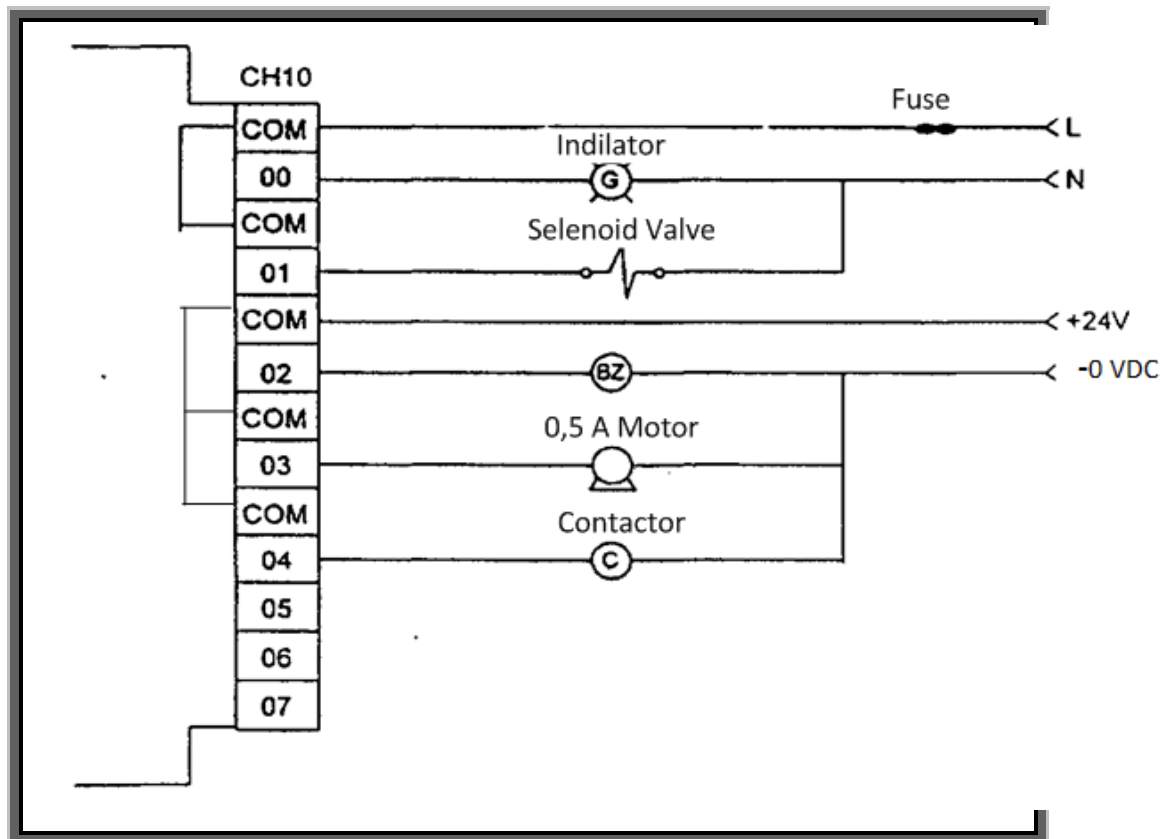 CH10
Fuse
COM
L
Indilator
00
G
N
COM
Selenoid Valve
01
COM
+24V
02
BZ
-0 VDC
COM
0,5 A Motor
03
COM
Contactor
04
C
05
06
07